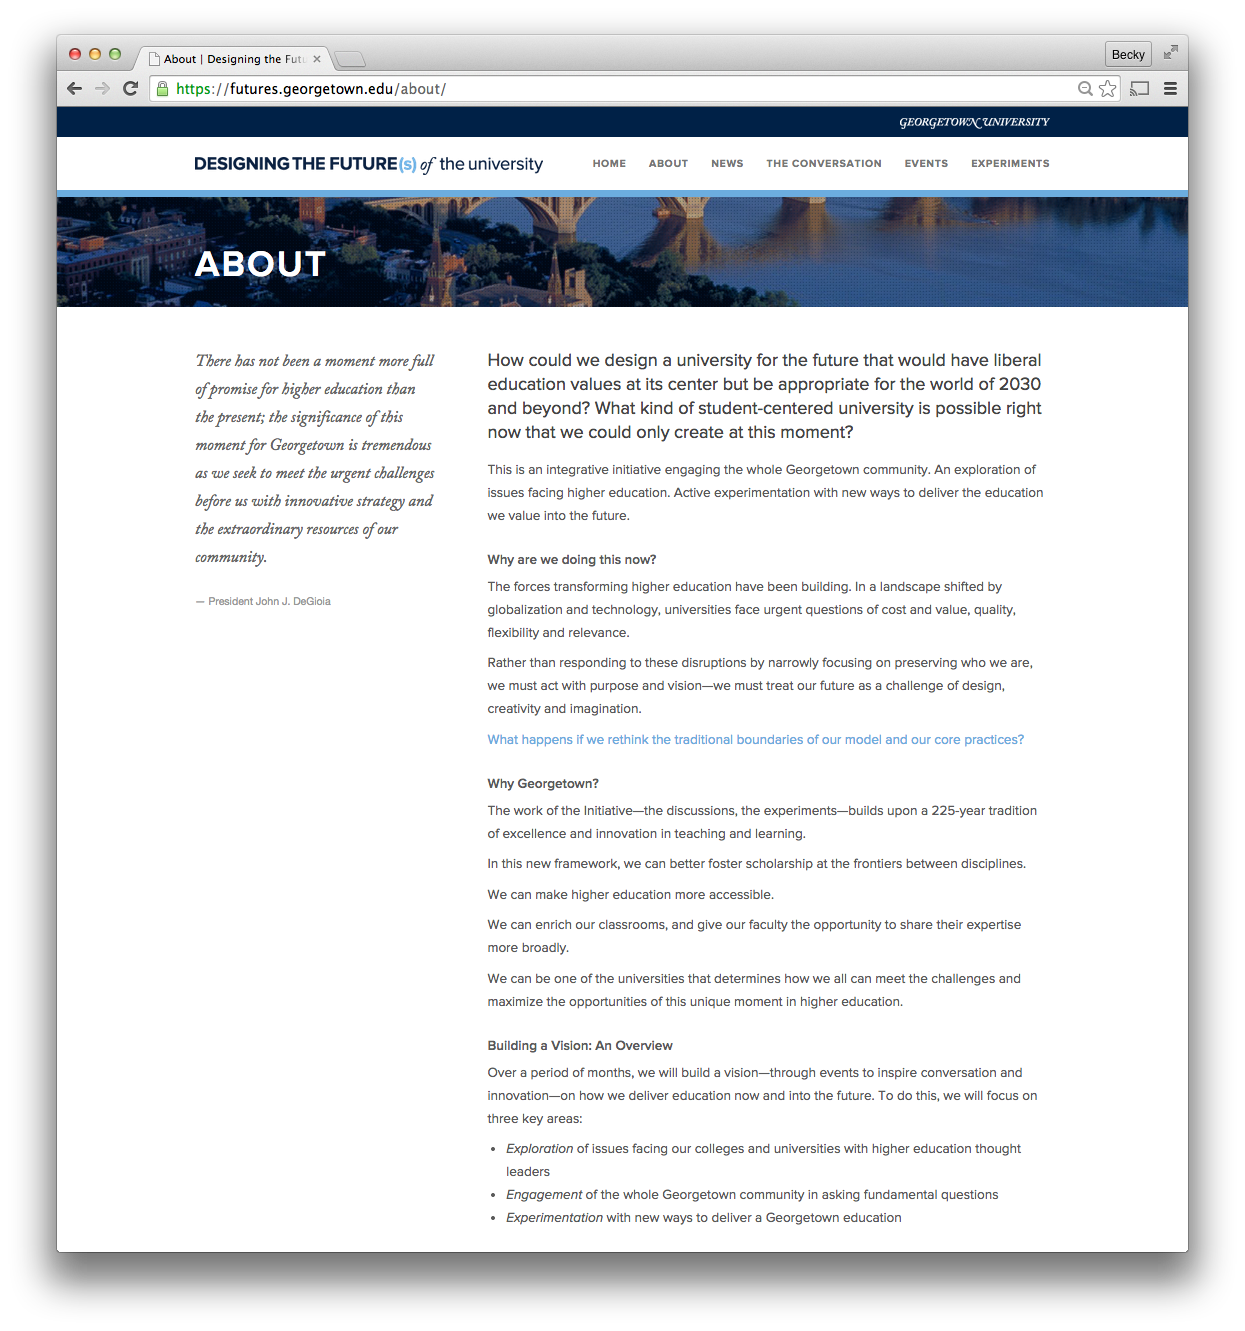 About | Designing the Futu
Becky
https://futures.georgetown.edu/about/
GEORGETOWN UNIVERSITY
DESIGNING THE FUTURE(s) of the university
HOME ABOUT NEWS THE CONVERSATION EVENTS EXPERIMENTS
ABOUT
There has not been a moment more full
of promise for higher education than
the present; the significance of this
moment for Georgetown is tremendous
as we seek to meet the urgent challenges
before us with innovative strategy and
the extraordinary resources of our
community.
— President John J. DeGioia
How could we design a university for the future that would have liberal
education values at its center but be appropriate for the world of 2030
and beyond? What kind of student-centered university is possible right
now that we could only create at this moment?
This is an integrative initiative engaging the whole Georgetown community. An exploration of
issues facing higher education. Active experimentation with new ways to deliver the education
we value into the future.
Why are we doing this now?
The forces transforming higher education have been building. In a landscape shifted by
globalization and technology, universities face urgent questions of cost and value, quality,
flexibility and relevance.
Rather than responding to these disruptions by narrowly focusing on preserving who we are,
we must act with purpose and vision—we must treat our future as a challenge of design,
creativity and imagination.
What happens if we rethink the traditional boundaries of our model and our core practices?
Why Georgetown?
The work of the Initiative—the discussions, the experiments—builds upon a 225-year tradition
of excellence and innovation in teaching and learning.
In this new framework, we can better foster scholarship at the frontiers between disciplines.
We can make higher education more accessible.
We can enrich our classrooms, and give our faculty the opportunity to share their expertise
more broadly.
We can be one of the universities that determines how we all can meet the challenges and
maximize the opportunities of this unique moment in higher education.
Building a Vision: An Overview
Over a period of months, we will build a vision—through events to inspire conversation and
innovation—on how we deliver education now and into the future. To do this, we will focus on
three key areas:
• Exploration of issues facing our colleges and universities with higher education thought
leaders
• Engagement of the whole Georgetown community in asking fundamental questions
• Experimentation with new ways to deliver a Georgetown education